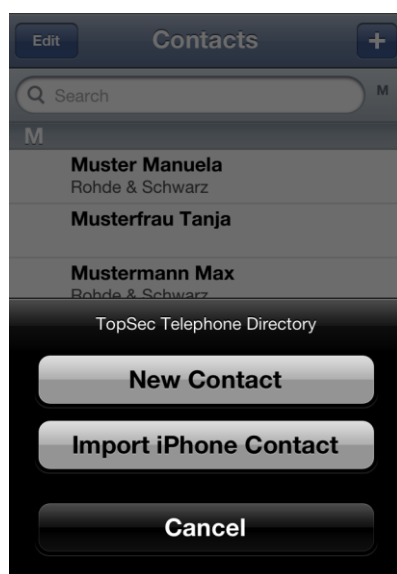 Edit Contacts +
Search M
M
Muster Manuela
Rohde & Schwarz
Musterfrau Tanja
Mustermann Max
Rohde & Schwarz
TopSec Telephone Directory
New Contact
Import iPhone Contact
Cancel